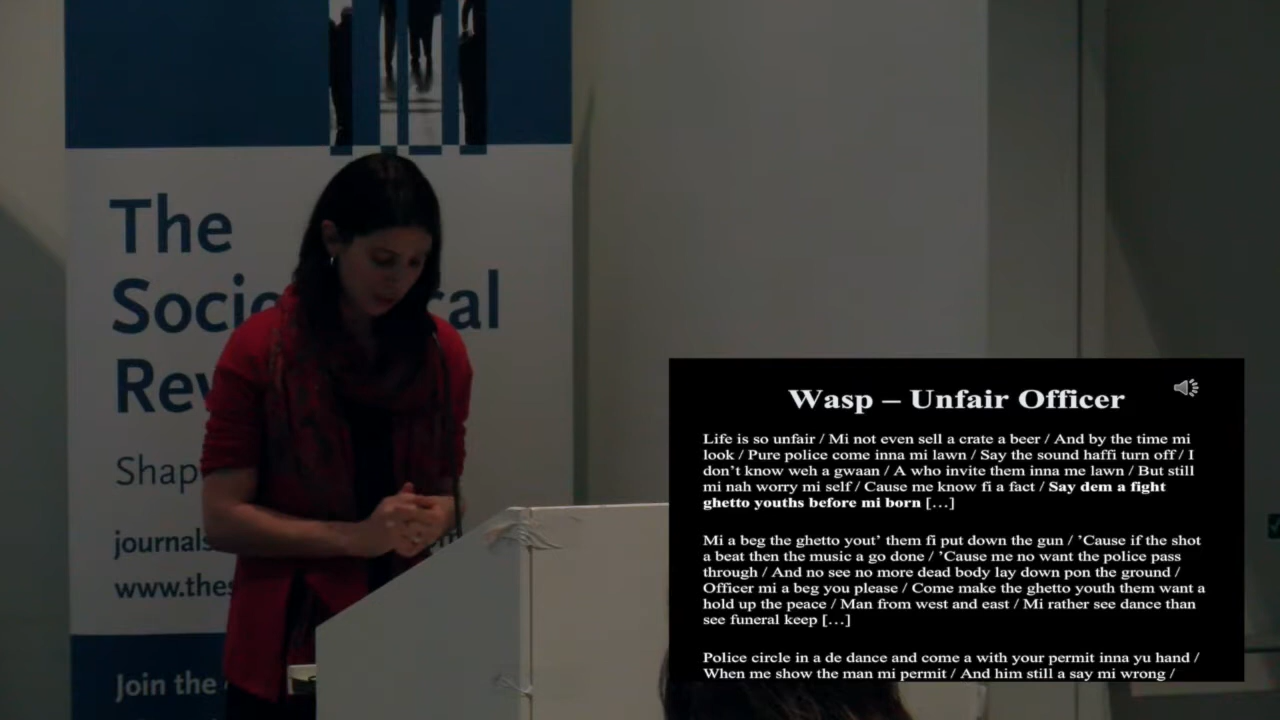 The
Socio cal
Rev
Shap
journals.
www.thes
Join the
Wasp – Unfair Officer
Life is so unfair / Mi not even sell a crate a beer / And by the time mi
look / Pure police come inna mi lawn / Say the sound haffi turn off / I
don’t know weh a gwaan / A who invite them inna me lawn / But still
mi nah worry mi self / Cause me know fi a fact / Say dem a fight
ghetto youths before mi born […]
Mi a beg the ghetto yout’ them fi put down the gun / ’Cause if the shot
a beat then the music a go done / ’Cause me no want the police pass
through / And no see no more dead body lay down pon the ground /
Officer mi a beg you please / Come make the ghetto youth them want a
hold up the peace / Man from west and east / Mi rather see dance than
see funeral keep […]
Police circle in a de dance and come a with your permit inna yu hand /
When me show the man mi permit / And him still a say mi wrong /